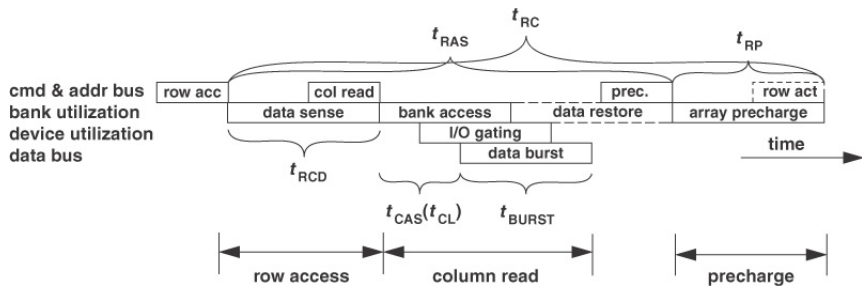 tRC
tRAS
tRP
cmd & addr bus row acc col read prec. row act
bank utilization data sense bank access data restore array precharge
device utilization I/O gating
data bus data burst
time
tRCD
tCAS(tCL) tBURST
row access column read precharge